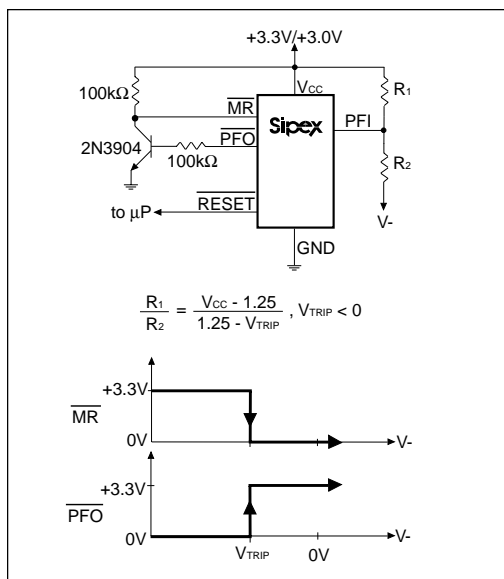 +3.3V/+3.0V
VCC
100kΩ
R1
MR
Sipex
PFI
2N3904
PFO
100kΩ
R2
to µP
RESET
V-
GND
R1
R2
=
VCC - 1.25
1.25 - VTRIP
, VTRIP < 0
+3.3V
MR
0V
V-
+3.3V
PFO
0V
V-
VTRIP
0V